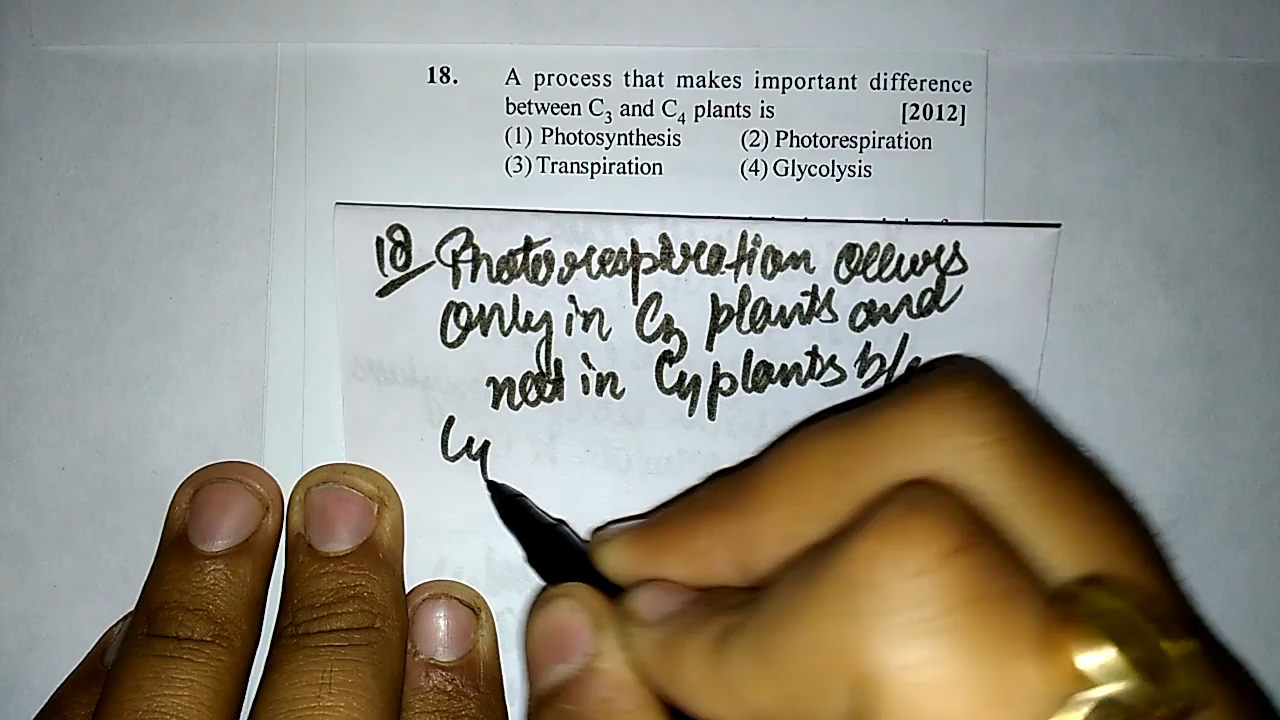 18. A process that makes important difference
between C₃ and C₄ plants is [2012]
(1) Photosynthesis (2) Photorespiration
(3) Transpiration (4) Glycolysis
18 Photorespiration occurs
only in C₃ plants and
not in C₄ plants b/c
C₄